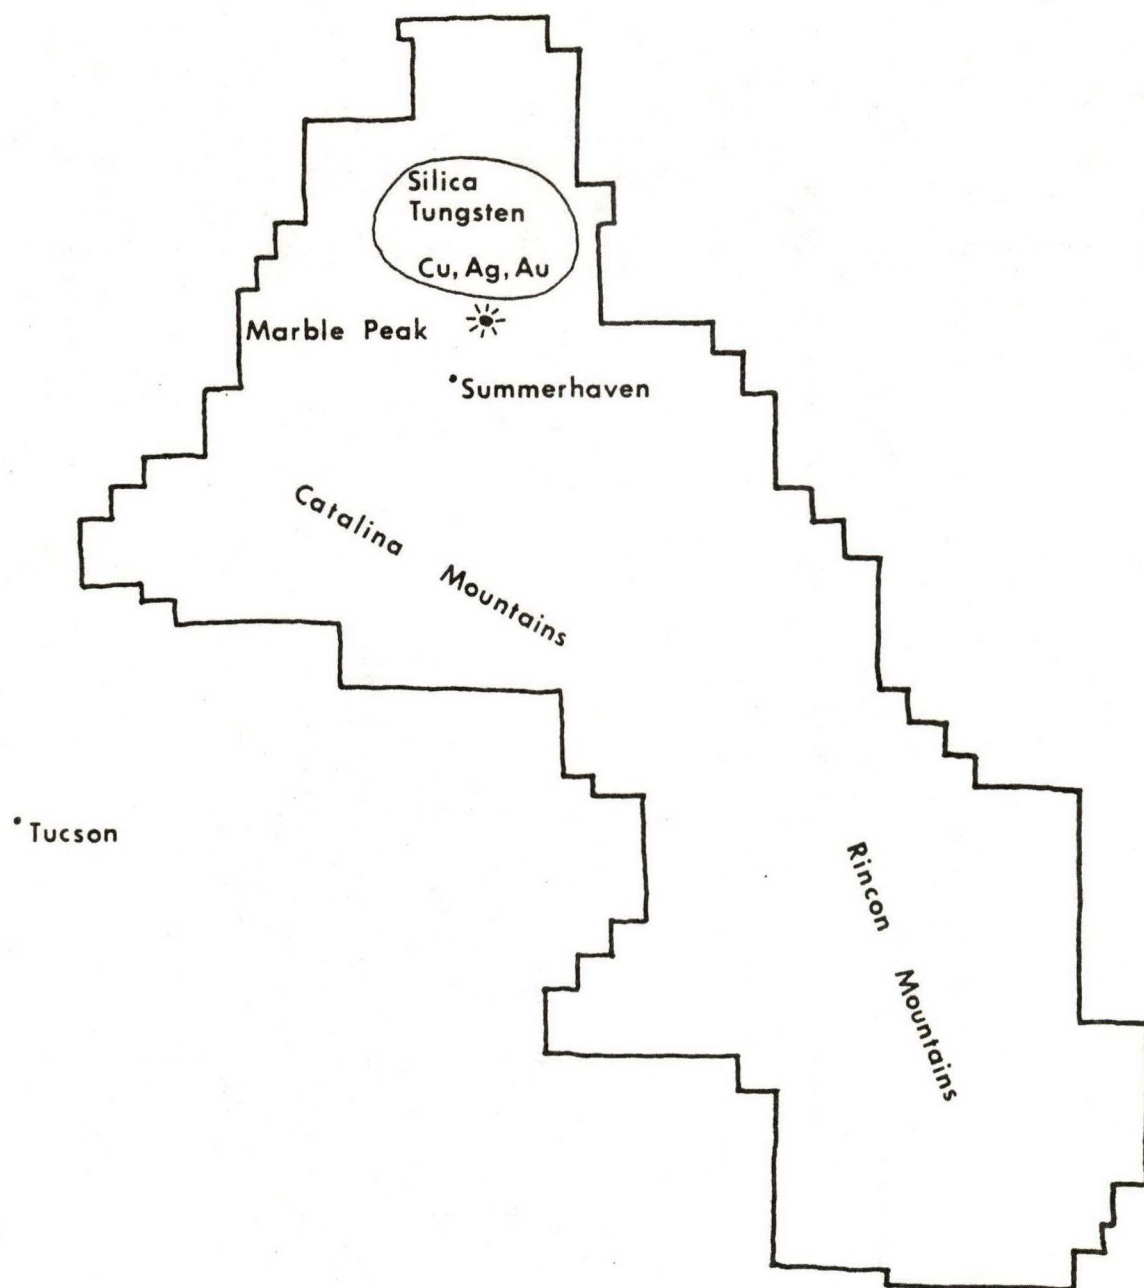 Silica
Tungsten
Cu, Ag, Au
Marble Peak
Summerhaven
Catalina Mountains
Tucson
Rincon Mountains